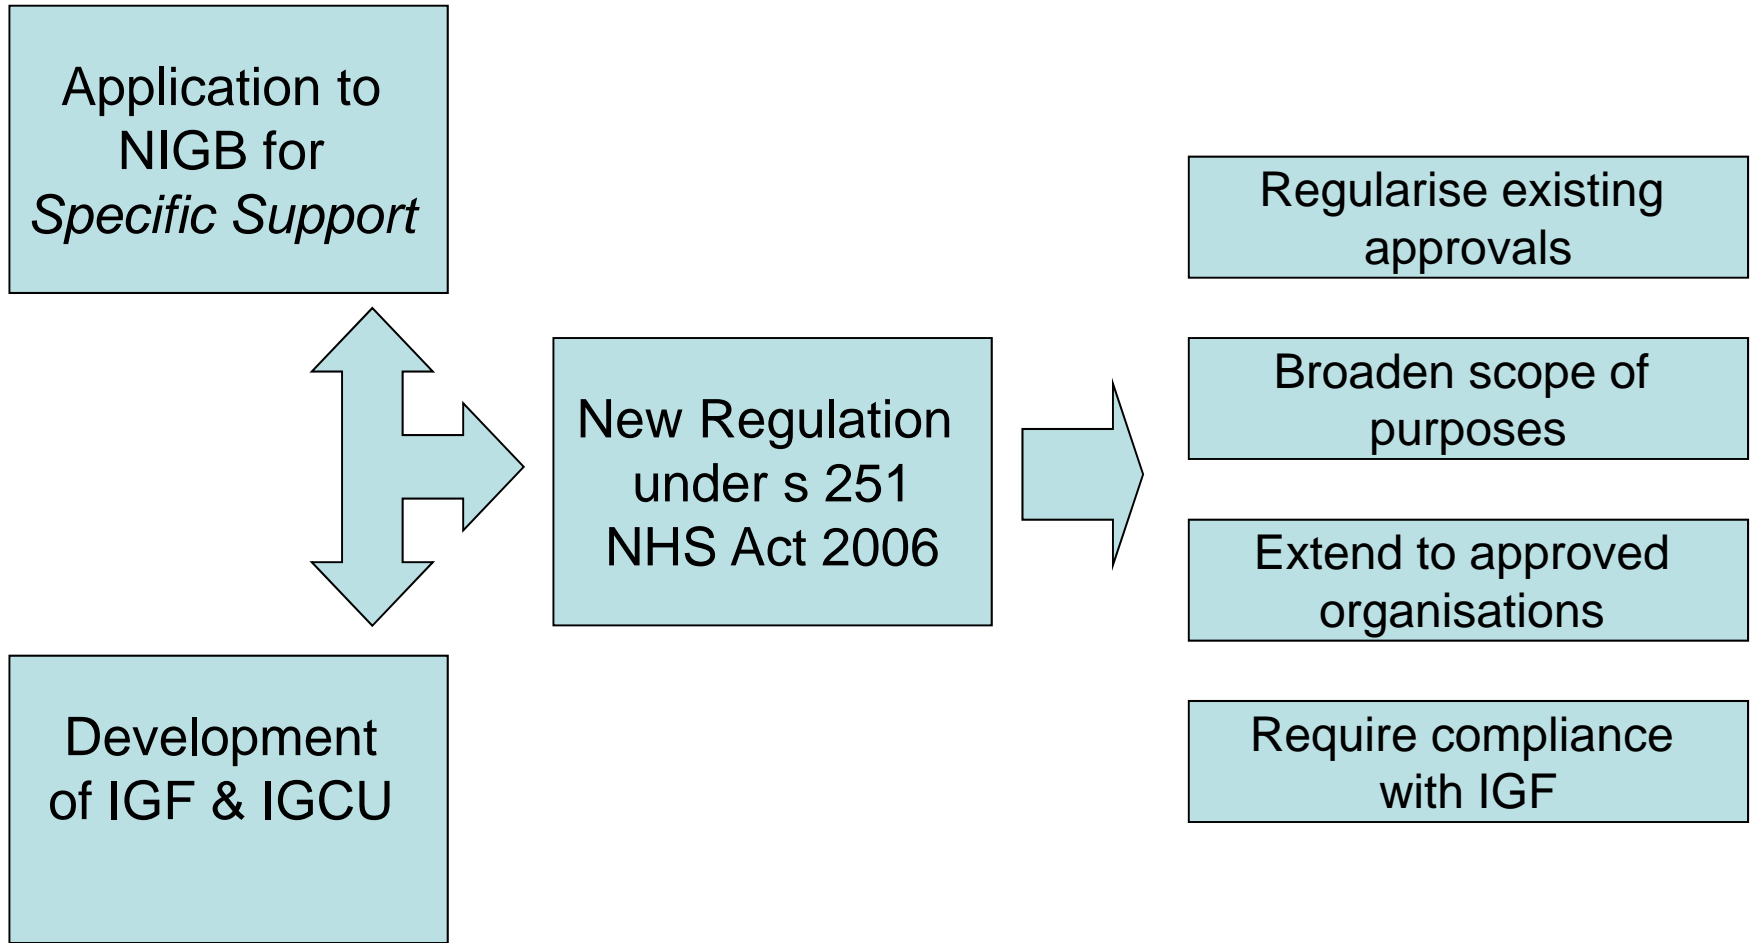 Application to
NIGB for
Specific Support
Development
of IGF & IGCU
New Regulation
under s 251
NHS Act 2006
Regularise existing
approvals
Broaden scope of
purposes
Extend to approved
organisations
Require compliance
with IGF